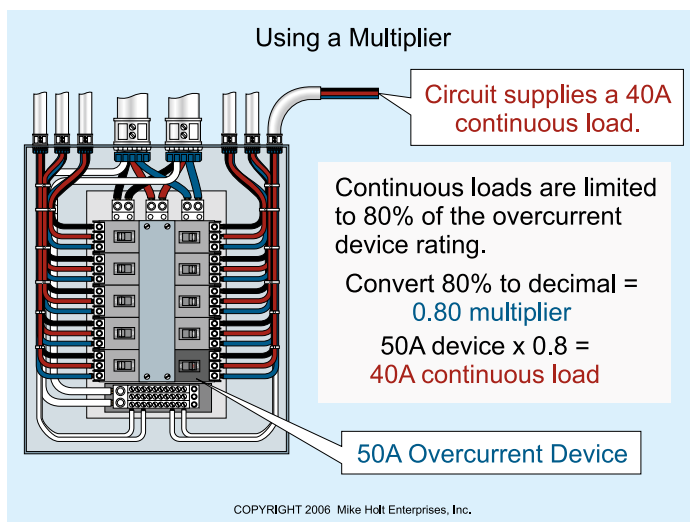 Using a Multiplier
Circuit supplies a 40A
continuous load.
Continuous loads are limited
to 80% of the overcurrent
device rating.
Convert 80% to decimal =
0.80 multiplier
50A device x 0.8 =
40A continuous load
50A Overcurrent Device
COPYRIGHT 2006 Mike Holt Enterprises, Inc.